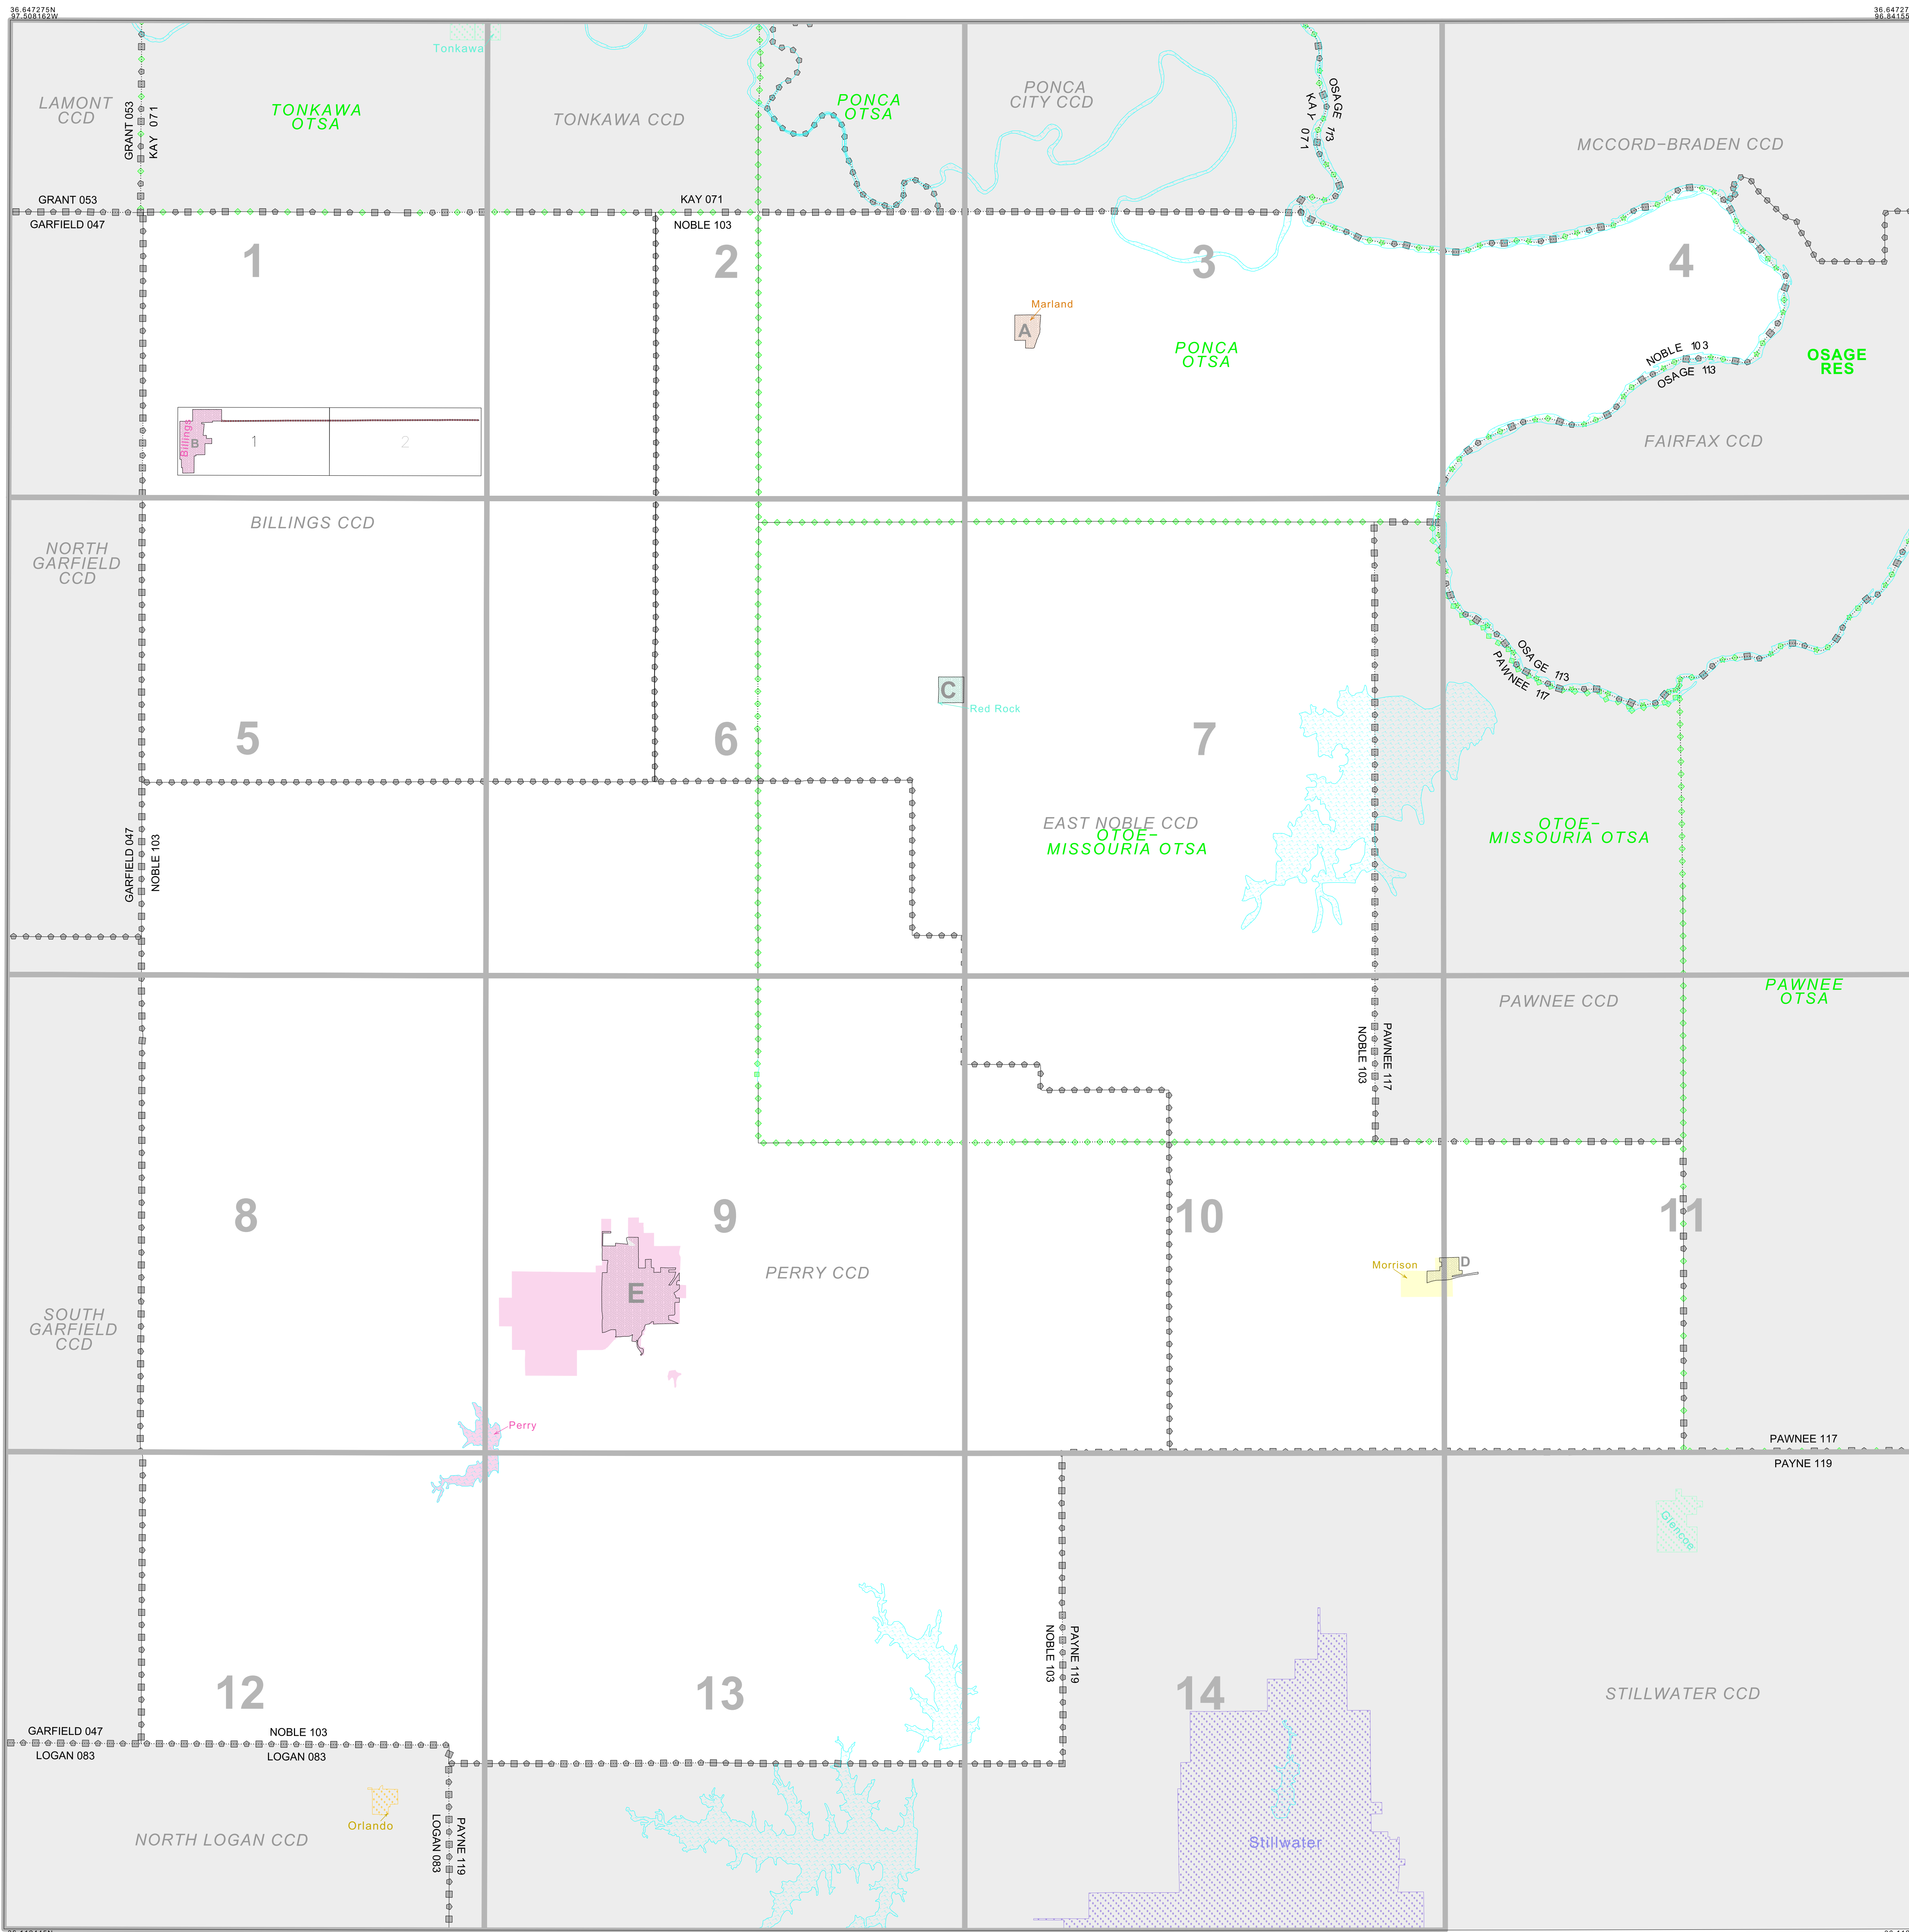 36.647275N
97.508162W
36.64727
96.84155
Tonkawa
LAMONT
CCD
GRANT 053
KAY 071
TONKAWA
OTSA
TONKAWA CCD
PONCA
OTSA
PONCA
CITY CCD
OSAGE 113
KAY 071
MCCORD-BRADEN CCD
GRANT 053
GARFIELD 047
KAY 071
NOBLE 103
1
2
3
4
Marland
A
PONCA
OTSA
NOBLE 103
OSAGE 113
OSAGE
RES
Billings
B
1
2
FAIRFAX CCD
BILLINGS CCD
NORTH
GARFIELD
CCD
OSAGE 113
PAWNEE 117
C
Red Rock
5
6
7
EAST NOBLE CCD
OTOE-
MISSOURIA OTSA
OTOE-
MISSOURIA OTSA
GARFIELD 047
NOBLE 103
PAWNEE CCD
PAWNEE
OTSA
NOBLE 103
PAWNEE 117
8
9
10
11
PERRY CCD
E
Morrison
D
SOUTH
GARFIELD
CCD
Perry
PAWNEE 117
PAYNE 119
Glencoe
NOBLE 103
PAYNE 119
12
13
14
STILLWATER CCD
GARFIELD 047
LOGAN 083
NOBLE 103
LOGAN 083
Orlando
NORTH LOGAN CCD
LOGAN 083
PAYNE 119
Stillwater